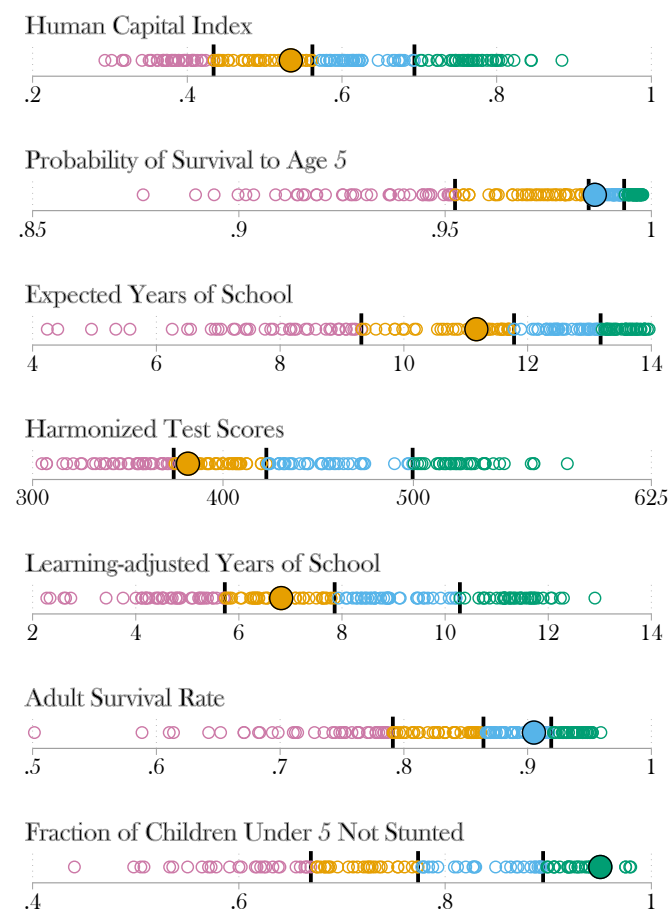 Human Capital Index
.2 .4 .6 .8 1
Probability of Survival to Age 5
.85 .9 .95 1
Expected Years of School
4 6 8 10 12 14
Harmonized Test Scores
300 400 500 625
Learning-adjusted Years of School
2 4 6 8 10 12 14
Adult Survival Rate
.5 .6 .7 .8 .9 1
Fraction of Children Under 5 Not Stunted
.4 .6 .8 1